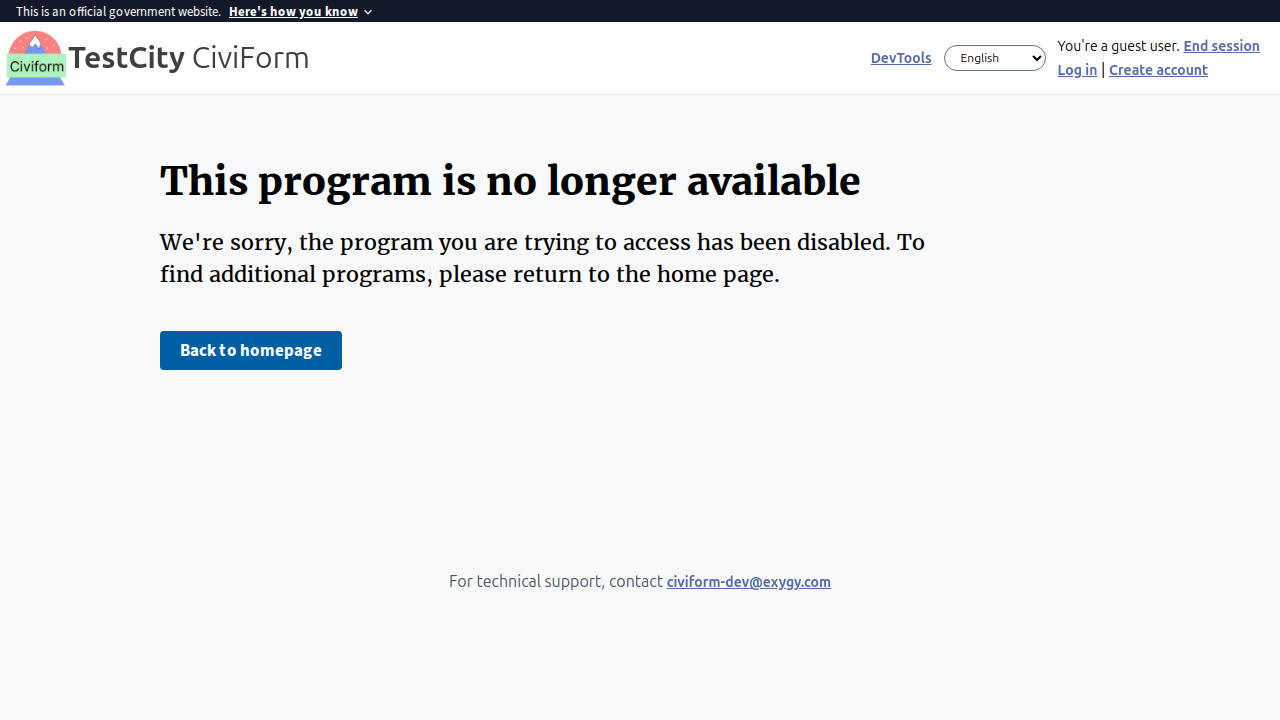 This is an official government website. Here's how you know
Civiform
TestCity CiviForm
DevTools
English
You're a guest user. End session
Log in | Create account
This program is no longer available
We're sorry, the program you are trying to access has been disabled. To
find additional programs, please return to the home page.
Back to homepage
For technical support, contact civiform-dev@exygy.com